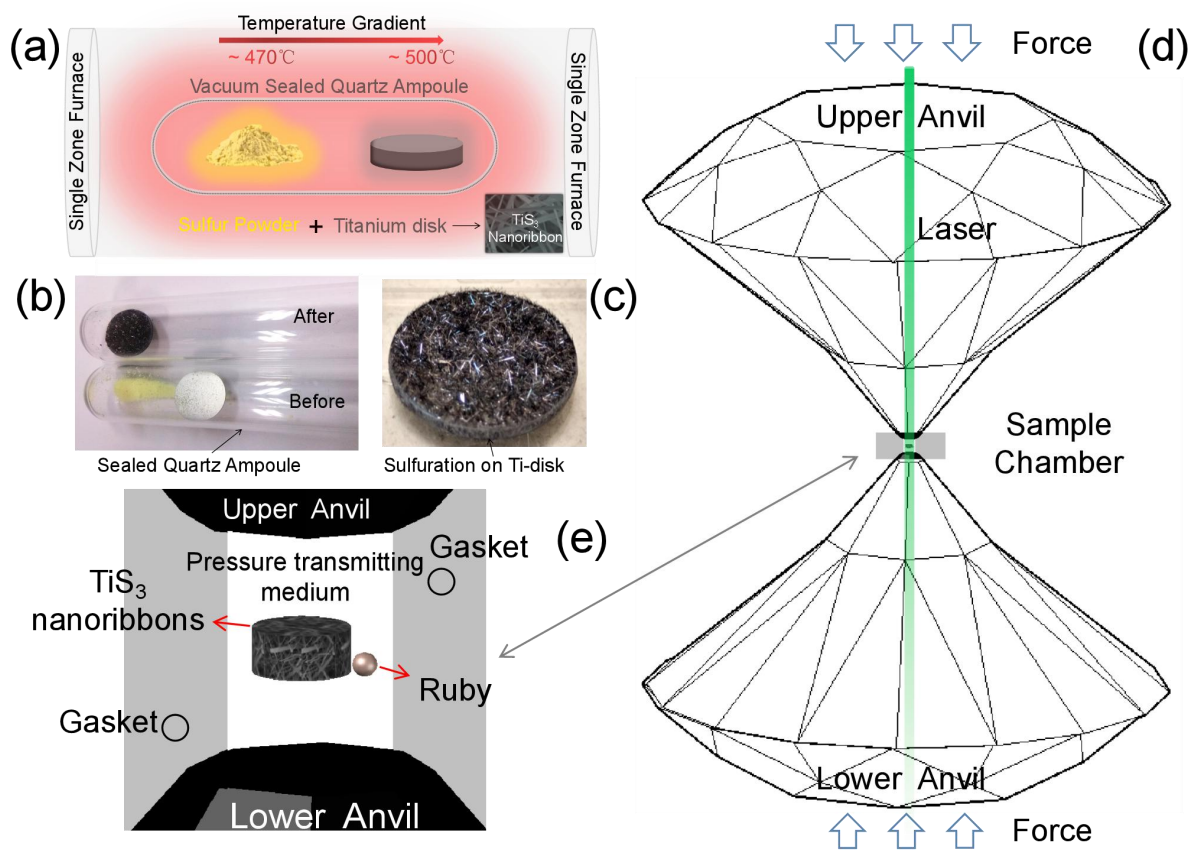 (a)
Temperature Gradient
~ 470℃
~ 500℃
Vacuum Sealed Quartz Ampoule
Single Zone Furnace
Single Zone Furnace
Sulfur Powder + Titanium disk
TiS3
Nanoribbon
(b)
After
Before
Sealed Quartz Ampoule
(c)
Sulfuration on Ti-disk
(d)
Force
Upper Anvil
Laser
Sample
Chamber
Lower Anvil
Force
(e)
Upper Anvil
Gasket
Pressure transmitting
medium
TiS3
nanoribbons
Ruby
Gasket
Lower Anvil